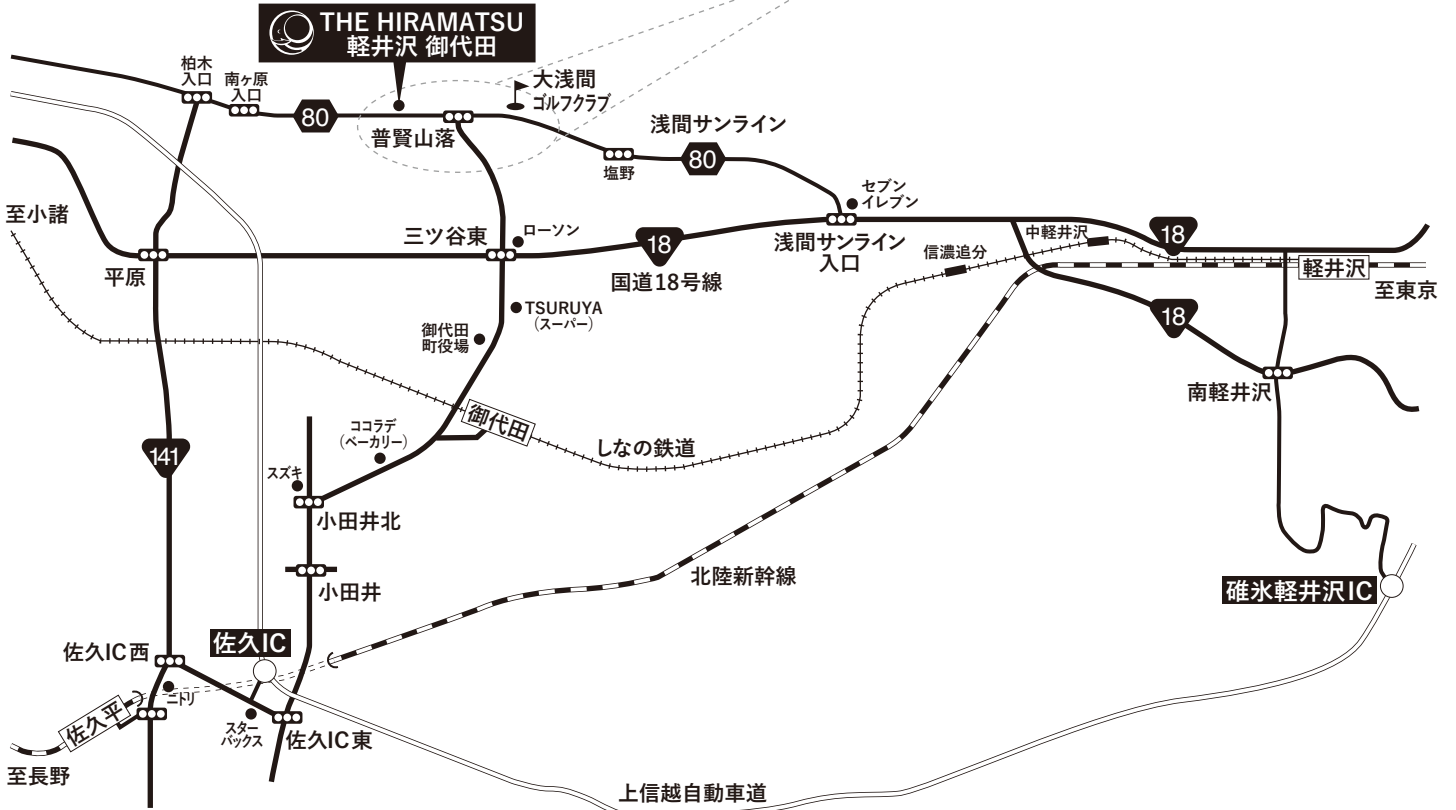 THE HIRAMATSU
軽井沢 御代田
柏木
入口
南ヶ原
入口
80
普賢山落
大浅間
ゴルフクラブ
塩野
浅間サンライン
80
セブン
イレブン
至小諸
平原
三ツ谷東
ローソン
18
国道18号線
浅間サンライン
入口
信濃追分
中軽井沢
18
軽井沢
至東京
18
南軽井沢
TSURUYA
(スーパー)
御代田
町役場
御代田
しなの鉄道
ココラデ
(ベーカリー)
141
スズキ
小田井北
小田井
北陸新幹線
碓氷軽井沢IC
佐久IC西
佐久IC
ニトリ
佐久平
スター
バックス
佐久IC東
至長野
上信越自動車道